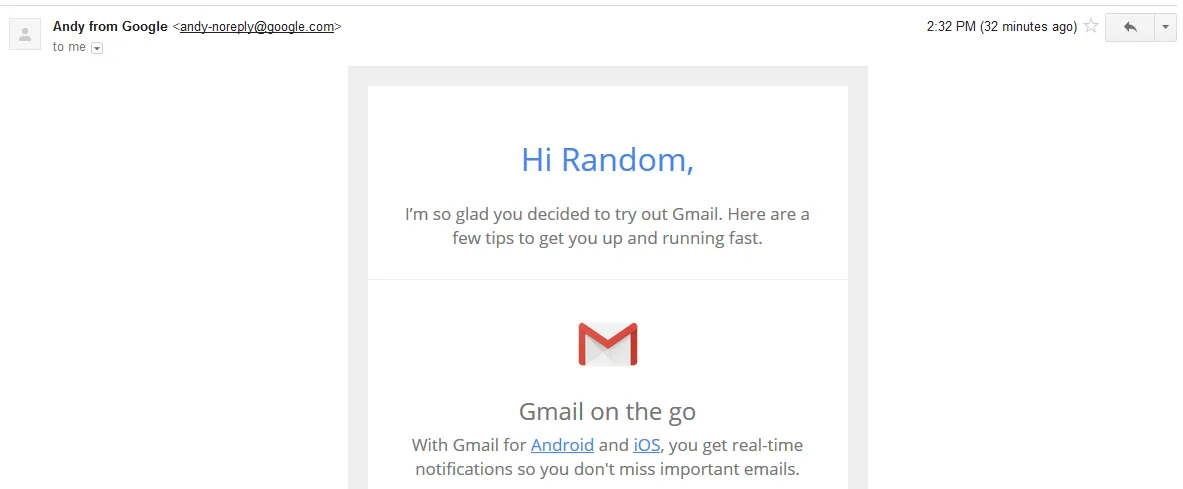 Andy from Google <andy-noreply@google.com>
2:32 PM (32 minutes ago)
to me
Hi Random,
I’m so glad you decided to try out Gmail. Here are a
few tips to get you up and running fast.
Gmail on the go
With Gmail for Android and iOS, you get real-time
notifications so you don't miss important emails.